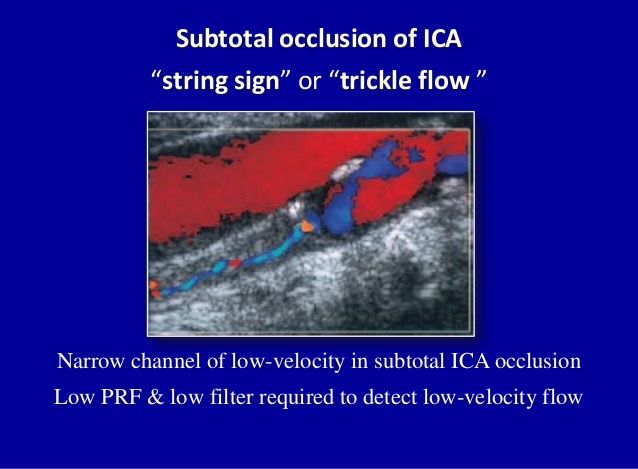 Subtotal occlusion of ICA
“string sign” or “trickle flow ”
Narrow channel of low-velocity in subtotal ICA occlusion
Low PRF & low filter required to detect low-velocity flow